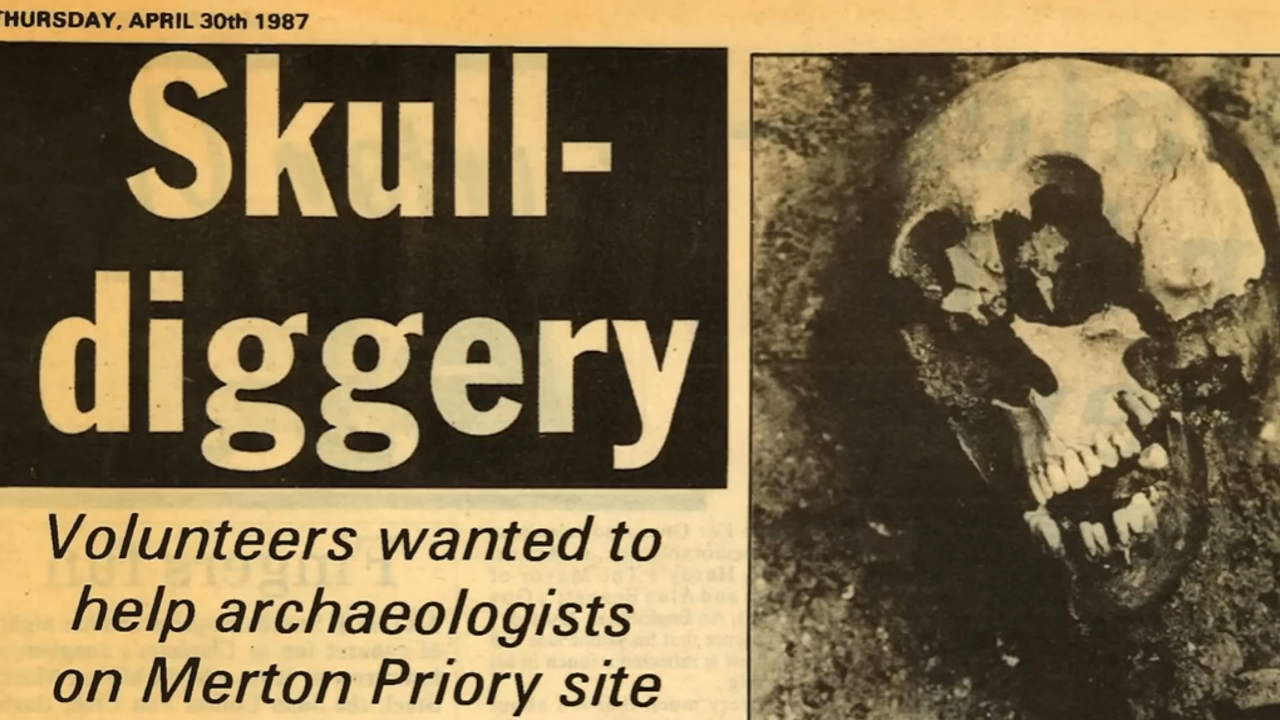 THURSDAY, APRIL 30th 1987
Skull-
diggery
Volunteers wanted to
help archaeologists
on Merton Priory site